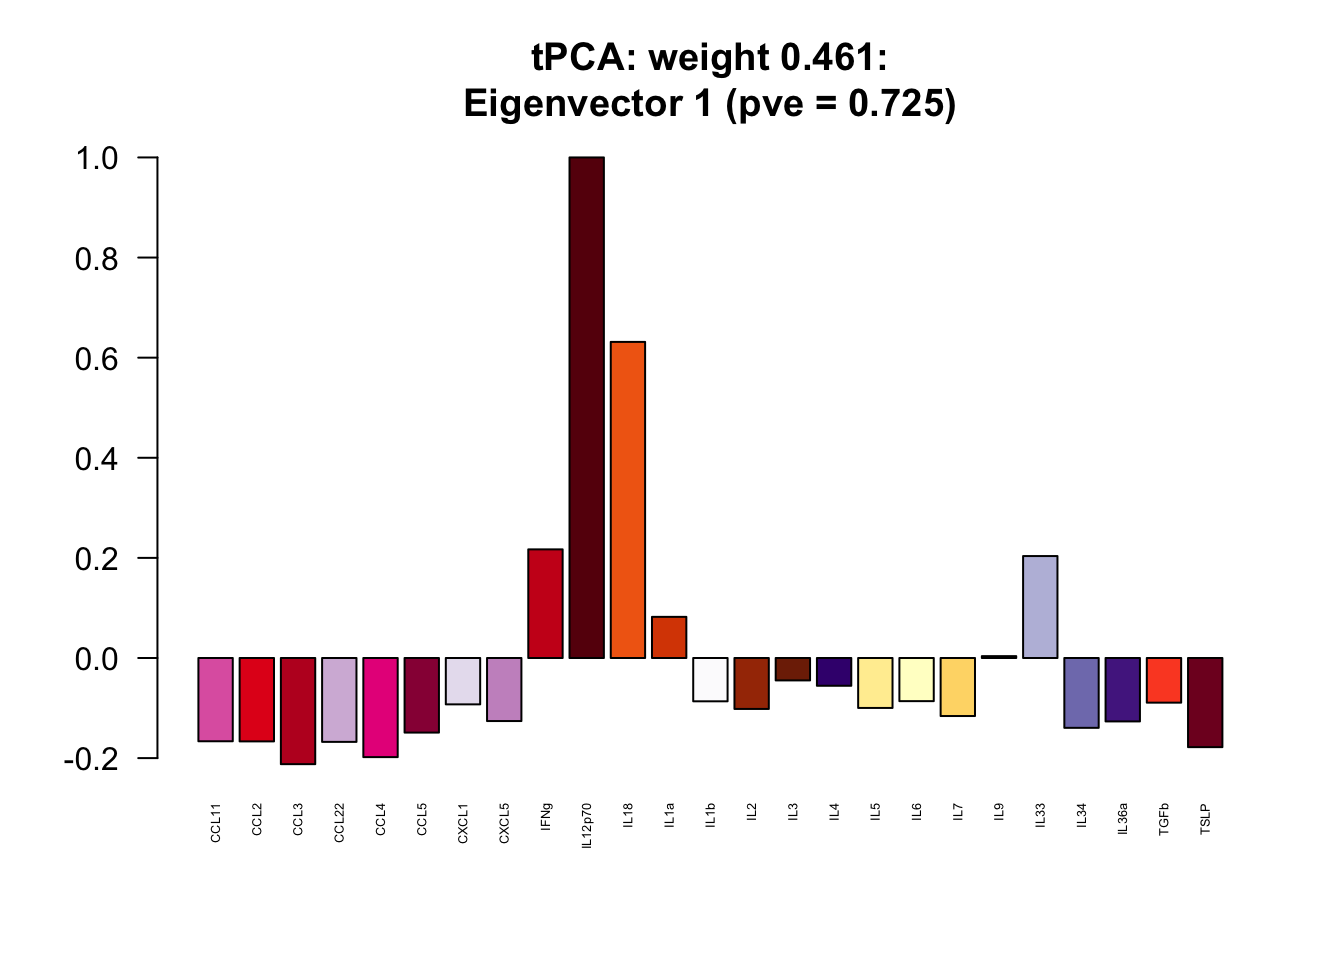 tPCA: weight 0.461:
Eigenvector 1 (pve = 0.725)
1.0
0.8
0.6
0.4
0.2
0.0
-0.2
CCL11
CCL2
CCL3
CCL22
CCL4
CCL5
CXCL1
CXCL5
IFNg
IL12p70
IL18
IL1a
IL1b
IL2
IL3
IL4
IL5
IL6
IL7
IL9
IL33
IL34
IL36a
TGFb
TSLP